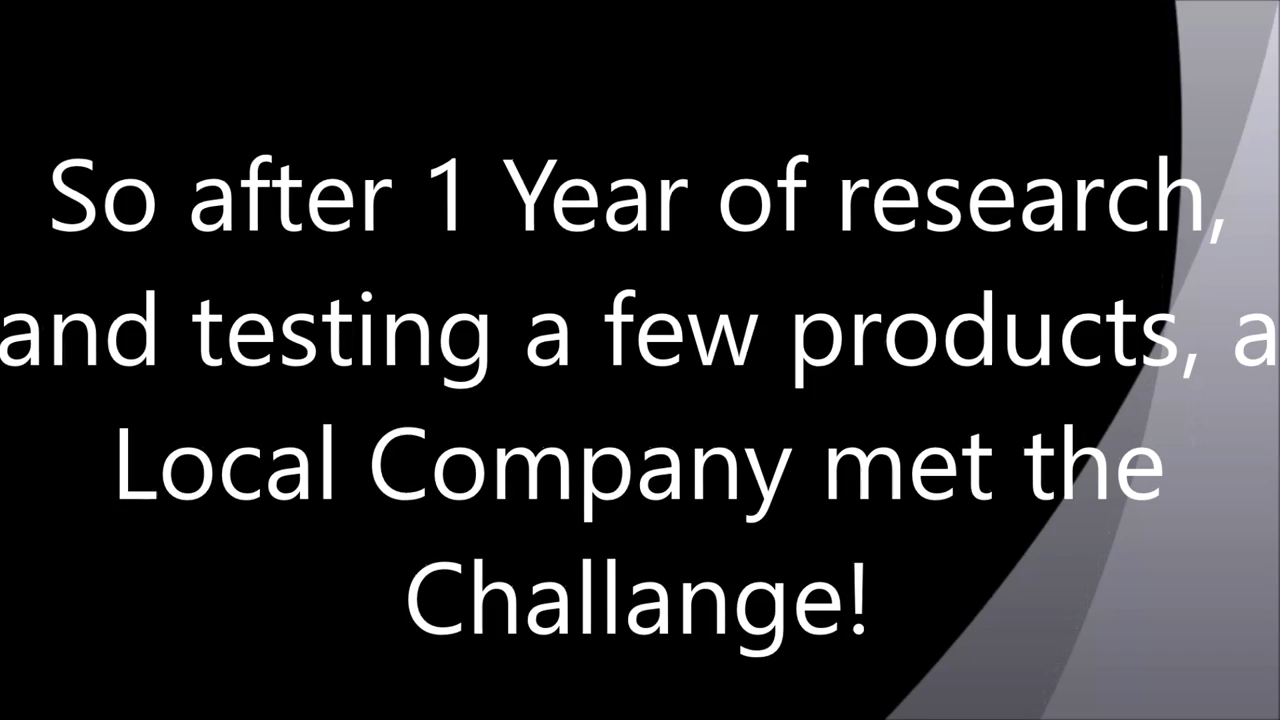 So after 1 Year of research,
and testing a few products, a
Local Company met the
Challange!